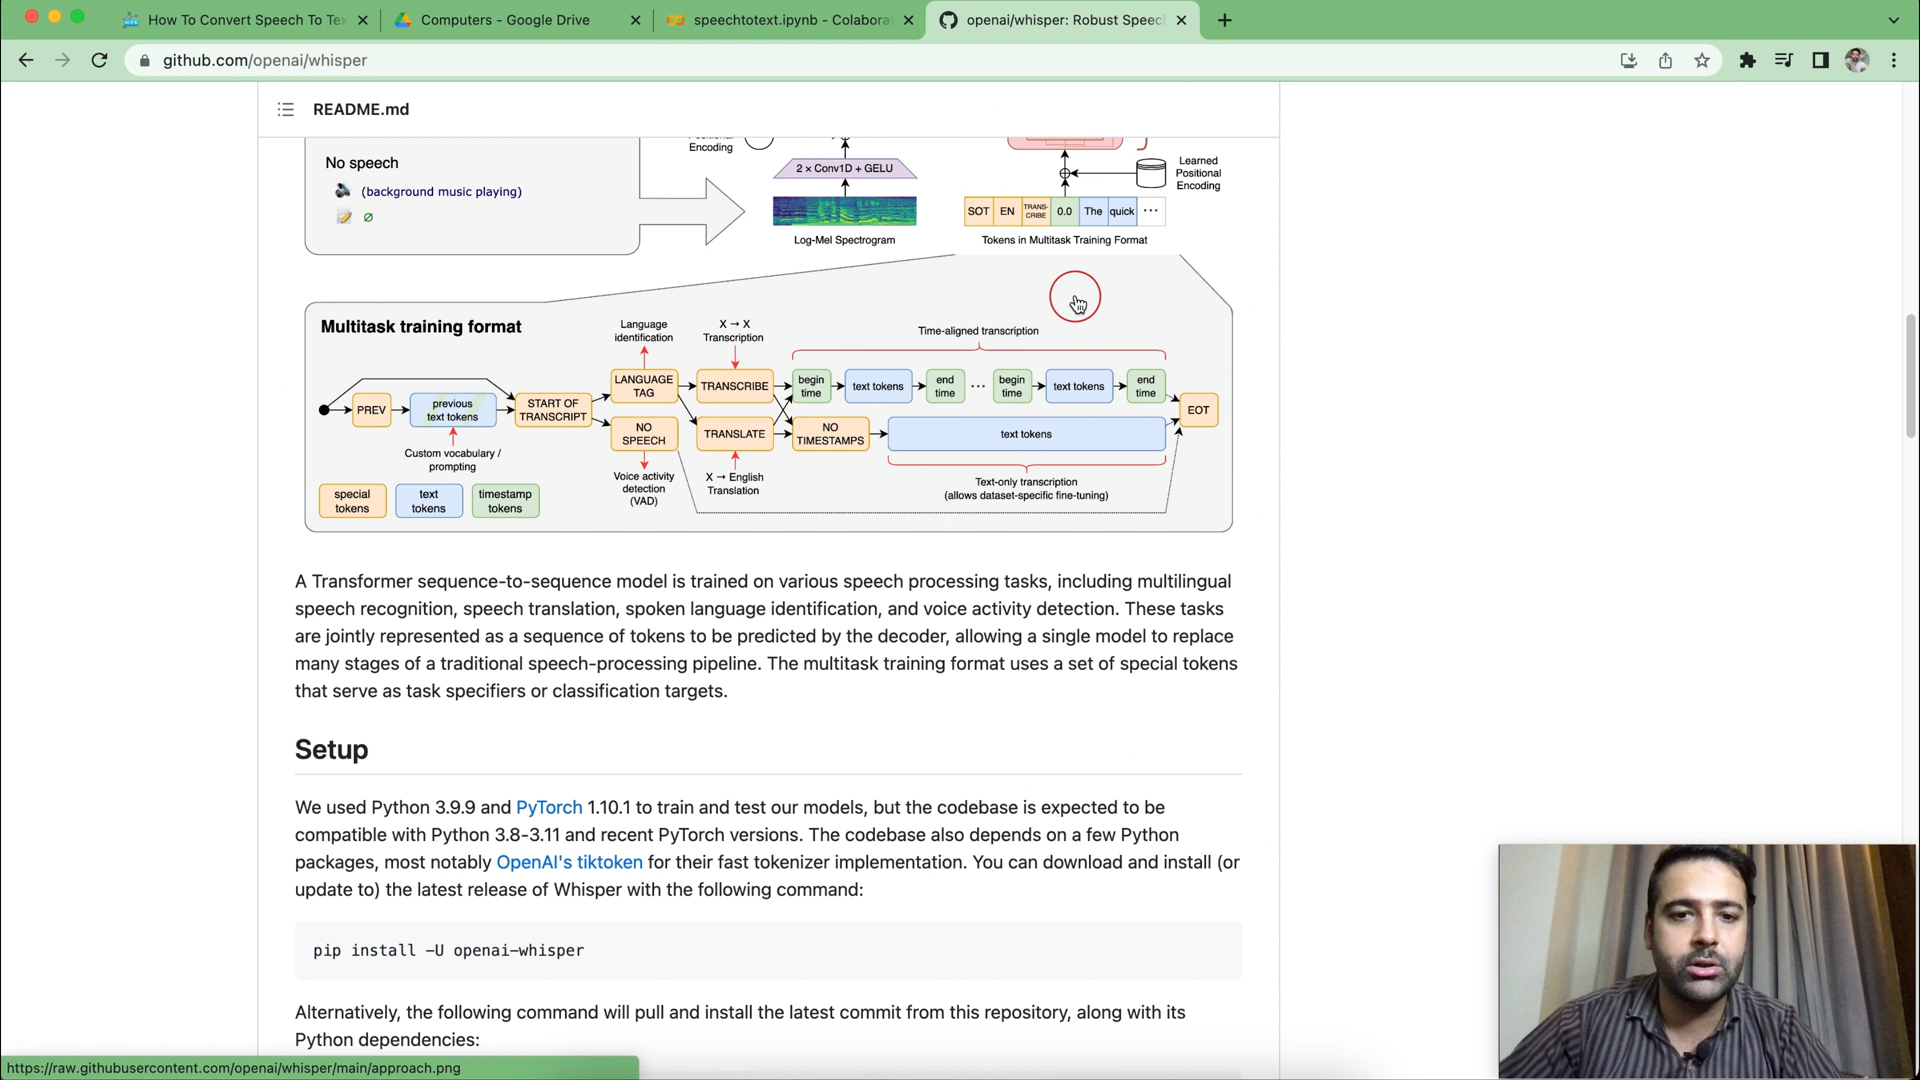 How To Convert Speech To Tex
Computers - Google Drive
speechtotext.ipynb - Colabora
openai/whisper: Robust Speec
github.com/openai/whisper
README.md
Encoding
No speech
(background music playing)
∅
2 × Conv1D + GELU
Log-Mel Spectrogram
Learned
Positional
Encoding
SOT EN TRANS-CRIBE 0.0 The quick ···
Tokens in Multitask Training Format
Multitask training format
Language
identification
X → X
Transcription
Time-aligned transcription
PREV
previous
text tokens
START OF
TRANSCRIPT
LANGUAGE
TAG
TRANSCRIBE
begin
time
text tokens
end
time
···
begin
time
text tokens
end
time
EOT
NO
SPEECH
TRANSLATE
NO
TIMESTAMPS
text tokens
Custom vocabulary /
prompting
Voice activity
detection
(VAD)
X → English
Translation
Text-only transcription
(allows dataset-specific fine-tuning)
special
tokens
text
tokens
timestamp
tokens
A Transformer sequence-to-sequence model is trained on various speech processing tasks, including multilingual
speech recognition, speech translation, spoken language identification, and voice activity detection. These tasks
are jointly represented as a sequence of tokens to be predicted by the decoder, allowing a single model to replace
many stages of a traditional speech-processing pipeline. The multitask training format uses a set of special tokens
that serve as task specifiers or classification targets.
Setup
We used Python 3.9.9 and PyTorch 1.10.1 to train and test our models, but the codebase is expected to be
compatible with Python 3.8-3.11 and recent PyTorch versions. The codebase also depends on a few Python
packages, most notably OpenAI's tiktoken for their fast tokenizer implementation. You can download and install (or
update to) the latest release of Whisper with the following command:
pip install -U openai-whisper
Alternatively, the following command will pull and install the latest commit from this repository, along with its
Python dependencies:
https://raw.githubusercontent.com/openai/whisper/main/approach.png